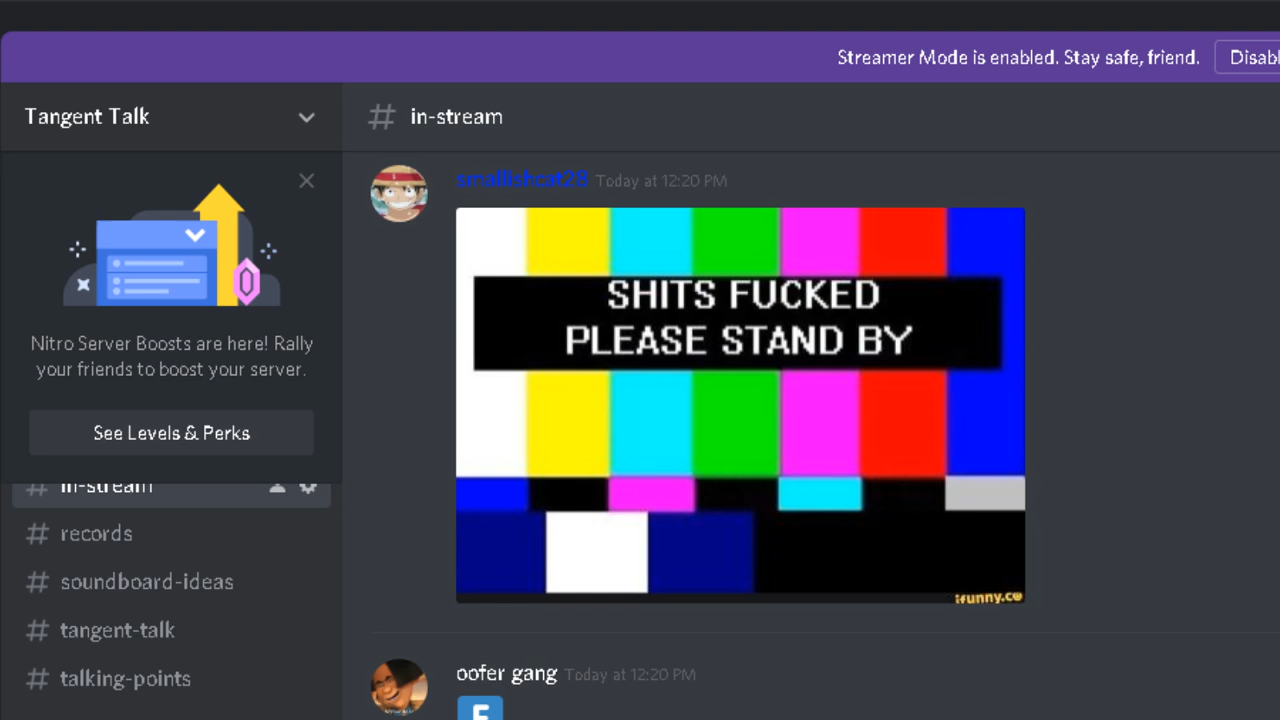 Streamer Mode is enabled. Stay safe, friend.
Disabl
Tangent Talk
# in-stream
smallishcat28 Today at 12:20 PM
SHITS FUCKED
PLEASE STAND BY
ifunny.co
Nitro Server Boosts are here! Rally
your friends to boost your server.
See Levels & Perks
# in-stream
# records
# soundboard-ideas
# tangent-talk
# talking-points
oofer gang Today at 12:20 PM
F